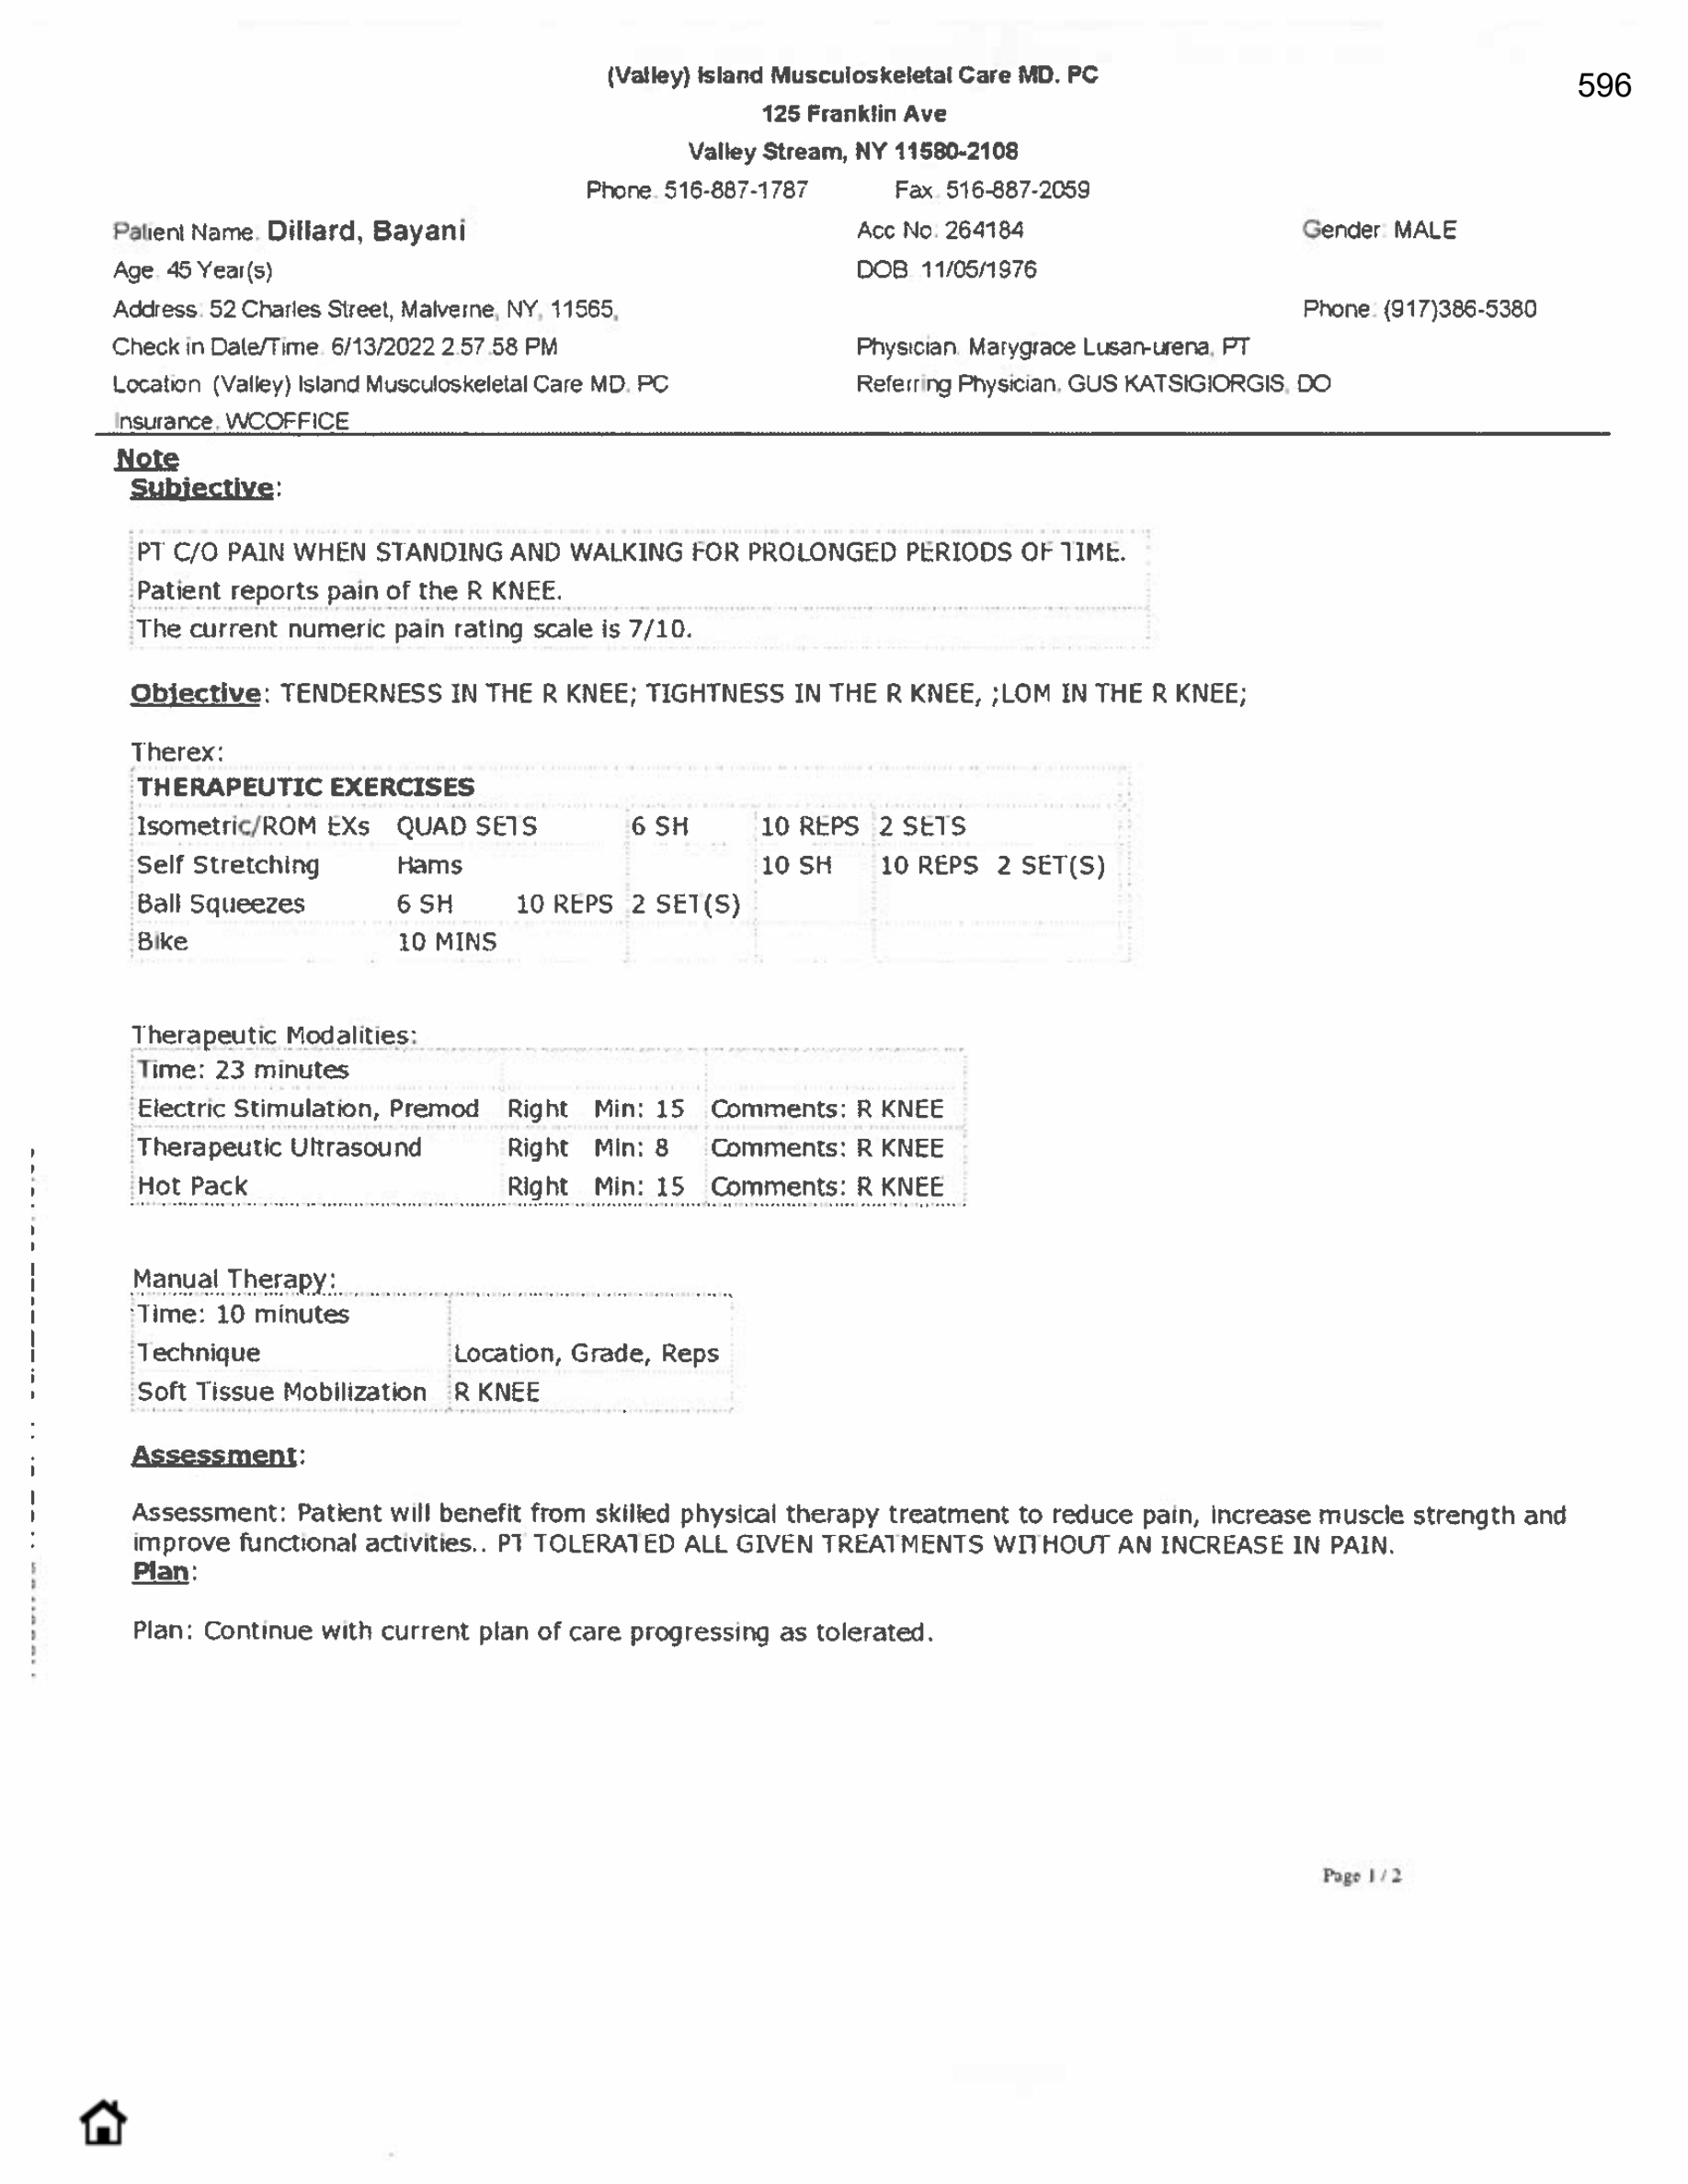 (Valley) Island Musculoskeletal Care MD. PC
596
125 Franklin Ave
Valley Stream, NY 11580-2108
Phone. 516-887-1787 Fax. 516-887-2059
Patient Name. Dillard, Bayani Acc No: 264184 Gender: MALE
Age. 45 Year(s) DOB. 11/05/1976
Address: 52 Charles Street, Malverne, NY, 11565, Phone: (917)386-5380
Check in Date/Time. 6/13/2022 2.57.58 PM Physician. Marygrace Lusan-urena, PT
Location (Valley) Island Musculoskeletal Care MD. PC Referring Physician. GUS KATSIGIORGIS, DO
Insurance. WCOFFICE
Note
Subjective:
PT C/O PAIN WHEN STANDING AND WALKING FOR PROLONGED PERIODS OF TIME.
Patient reports pain of the R KNEE.
The current numeric pain rating scale is 7/10.
Objective: TENDERNESS IN THE R KNEE; TIGHTNESS IN THE R KNEE, ;LOM IN THE R KNEE;
Therex:
THERAPEUTIC EXERCISES
Isometric/ROM EXs QUAD SETS 6 SH 10 REPS 2 SETS
Self Stretching Hams 10 SH 10 REPS 2 SET(S)
Ball Squeezes 6 SH 10 REPS 2 SET(S)
Bike 10 MINS
Therapeutic Modalities:
Time: 23 minutes
Electric Stimulation, Premod Right Min: 15 Comments: R KNEE
Therapeutic Ultrasound Right Min: 8 Comments: R KNEE
Hot Pack Right Min: 15 Comments: R KNEE
Manual Therapy:
Time: 10 minutes
Technique Location, Grade, Reps
Soft Tissue Mobilization R KNEE
Assessment:
Assessment: Patient will benefit from skilled physical therapy treatment to reduce pain, increase muscle strength and
improve functional activities.. PT TOLERATED ALL GIVEN TREATMENTS WITHOUT AN INCREASE IN PAIN.
Plan:
Plan: Continue with current plan of care progressing as tolerated.
Page 1 / 2